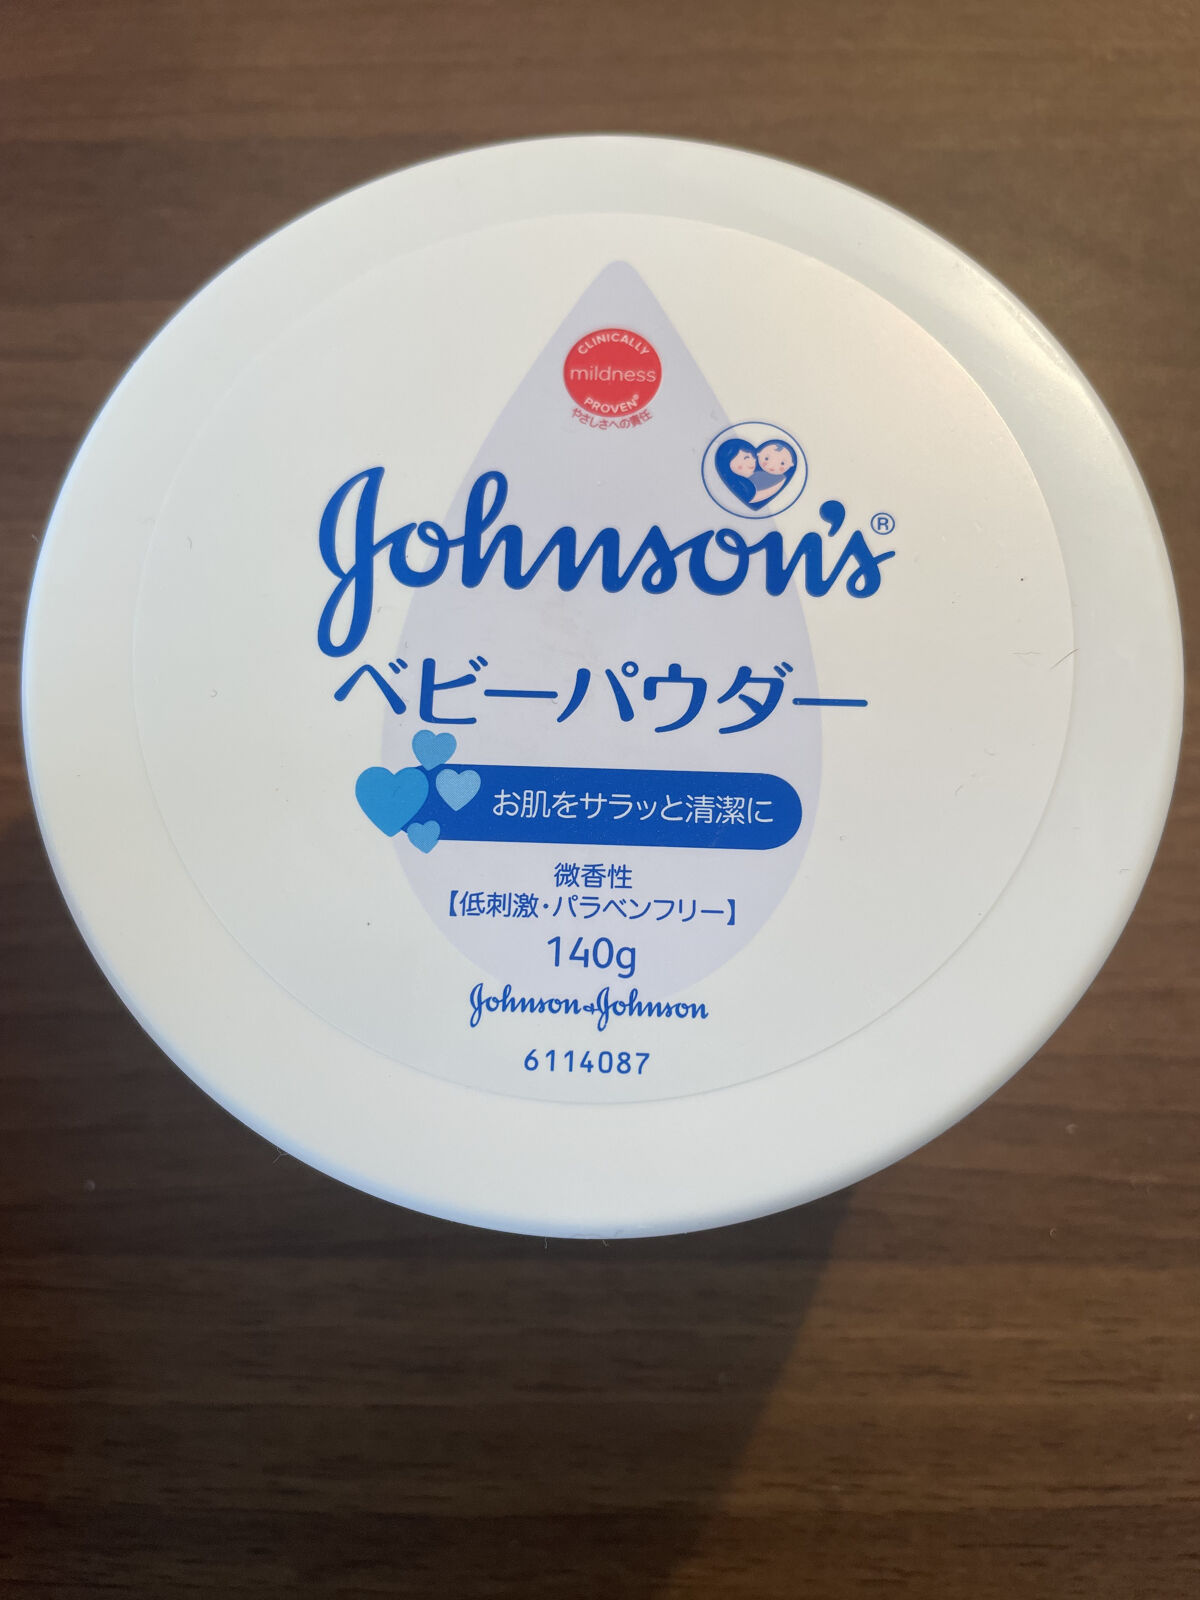 CLINICALLY
mildness
PROVEN®
やさしさへの責任
Johnson's®
ベビーパウダー
お肌をサラッと清潔に
微香性
【低刺激・パラベンフリー】
140g
Johnson&Johnson
6114087